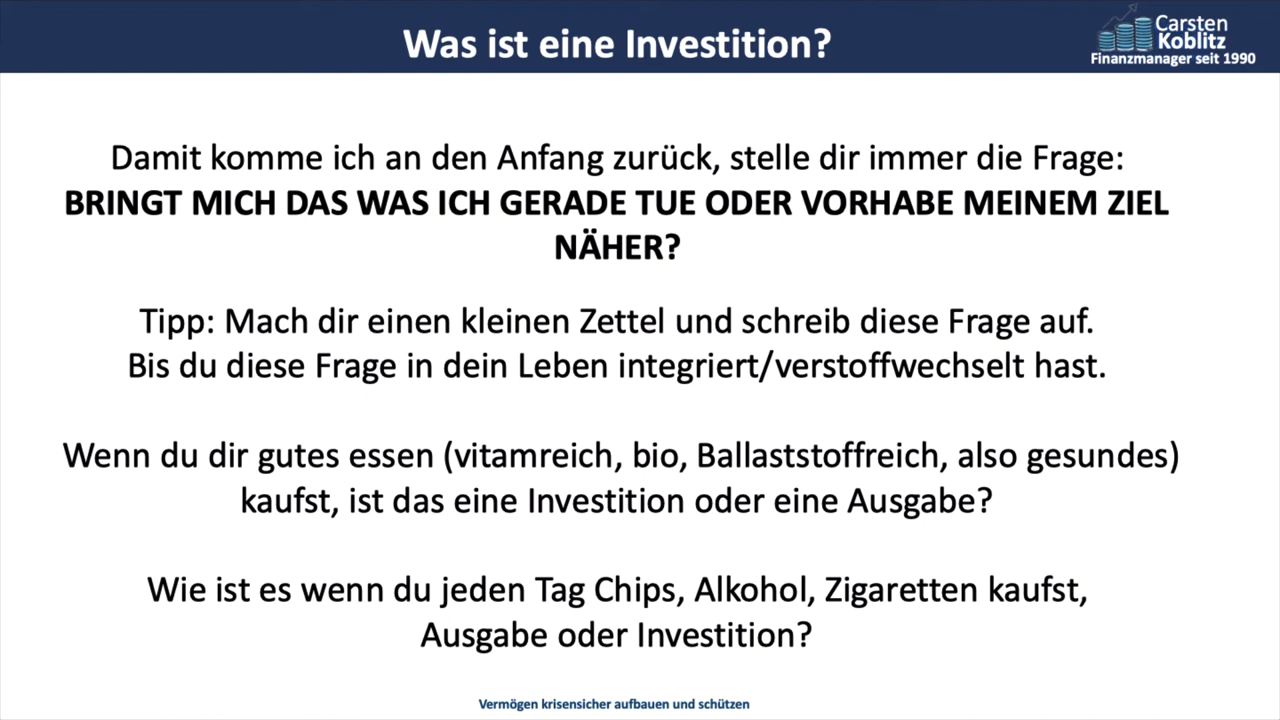 Was ist eine Investition?
Carsten
Koblitz
Finanzmanager seit 1990
Damit komme ich an den Anfang zurück, stelle dir immer die Frage:
BRINGT MICH DAS WAS ICH GERADE TUE ODER VORHABE MEINEM ZIEL
NÄHER?
Tipp: Mach dir einen kleinen Zettel und schreib diese Frage auf.
Bis du diese Frage in dein Leben integriert/verstoffwechselt hast.
Wenn du dir gutes essen (vitamreich, bio, Ballaststoffreich, also gesundes)
kaufst, ist das eine Investition oder eine Ausgabe?
Wie ist es wenn du jeden Tag Chips, Alkohol, Zigaretten kaufst,
Ausgabe oder Investition?
Vermögen krisensicher aufbauen und schützen